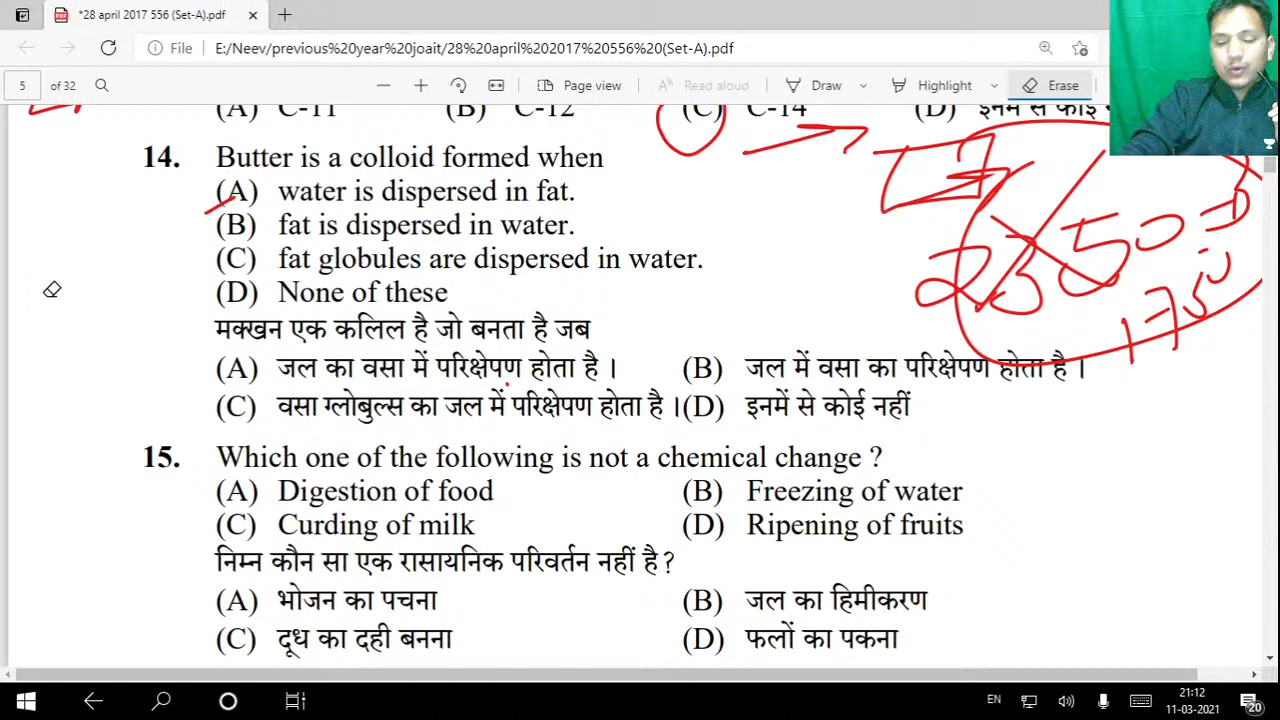 *28 april 2017 556 (Set-A).pdf
File E:/Neev/previous%20year%20joait/28%20april%202017%20556%20(Set-A).pdf
5 of 32 Page view Read aloud Draw Highlight Erase
(A) C-11 (B) C-12 (C) C-14 (D) इनमें से कोई
14. Butter is a colloid formed when
(A) water is dispersed in fat.
(B) fat is dispersed in water.
(C) fat globules are dispersed in water.
(D) None of these
2350
1750
मक्खन एक कलिल है जो बनता है जब
(A) जल का वसा में परिक्षेपण होता है । (B) जल में वसा का परिक्षेपण होता है ।
(C) वसा ग्लोबुल्स का जल में परिक्षेपण होता है । (D) इनमें से कोई नहीं
15. Which one of the following is not a chemical change ?
(A) Digestion of food (B) Freezing of water
(C) Curding of milk (D) Ripening of fruits
निम्न कौन सा एक रासायनिक परिवर्तन नहीं है?
(A) भोजन का पचना (B) जल का हिमीकरण
(C) दूध का दही बनना (D) फलों का पकना
EN 21:12
11-03-2021 20